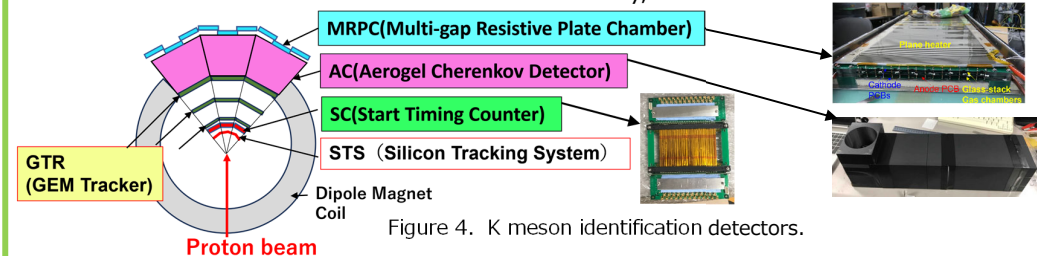 MRPC(Multi-gap Resistive Plate Chamber)
AC(Aerogel Cherenkov Detector)
SC(Start Timing Counter)
STS（Silicon Tracking System）
GTR
(GEM Tracker)
Dipole Magnet
Coil
Proton beam
Plane heater
Cathode
PCBs
Anode PCB
Glass-stack
Gas chambers
Figure 4. K meson identification detectors.